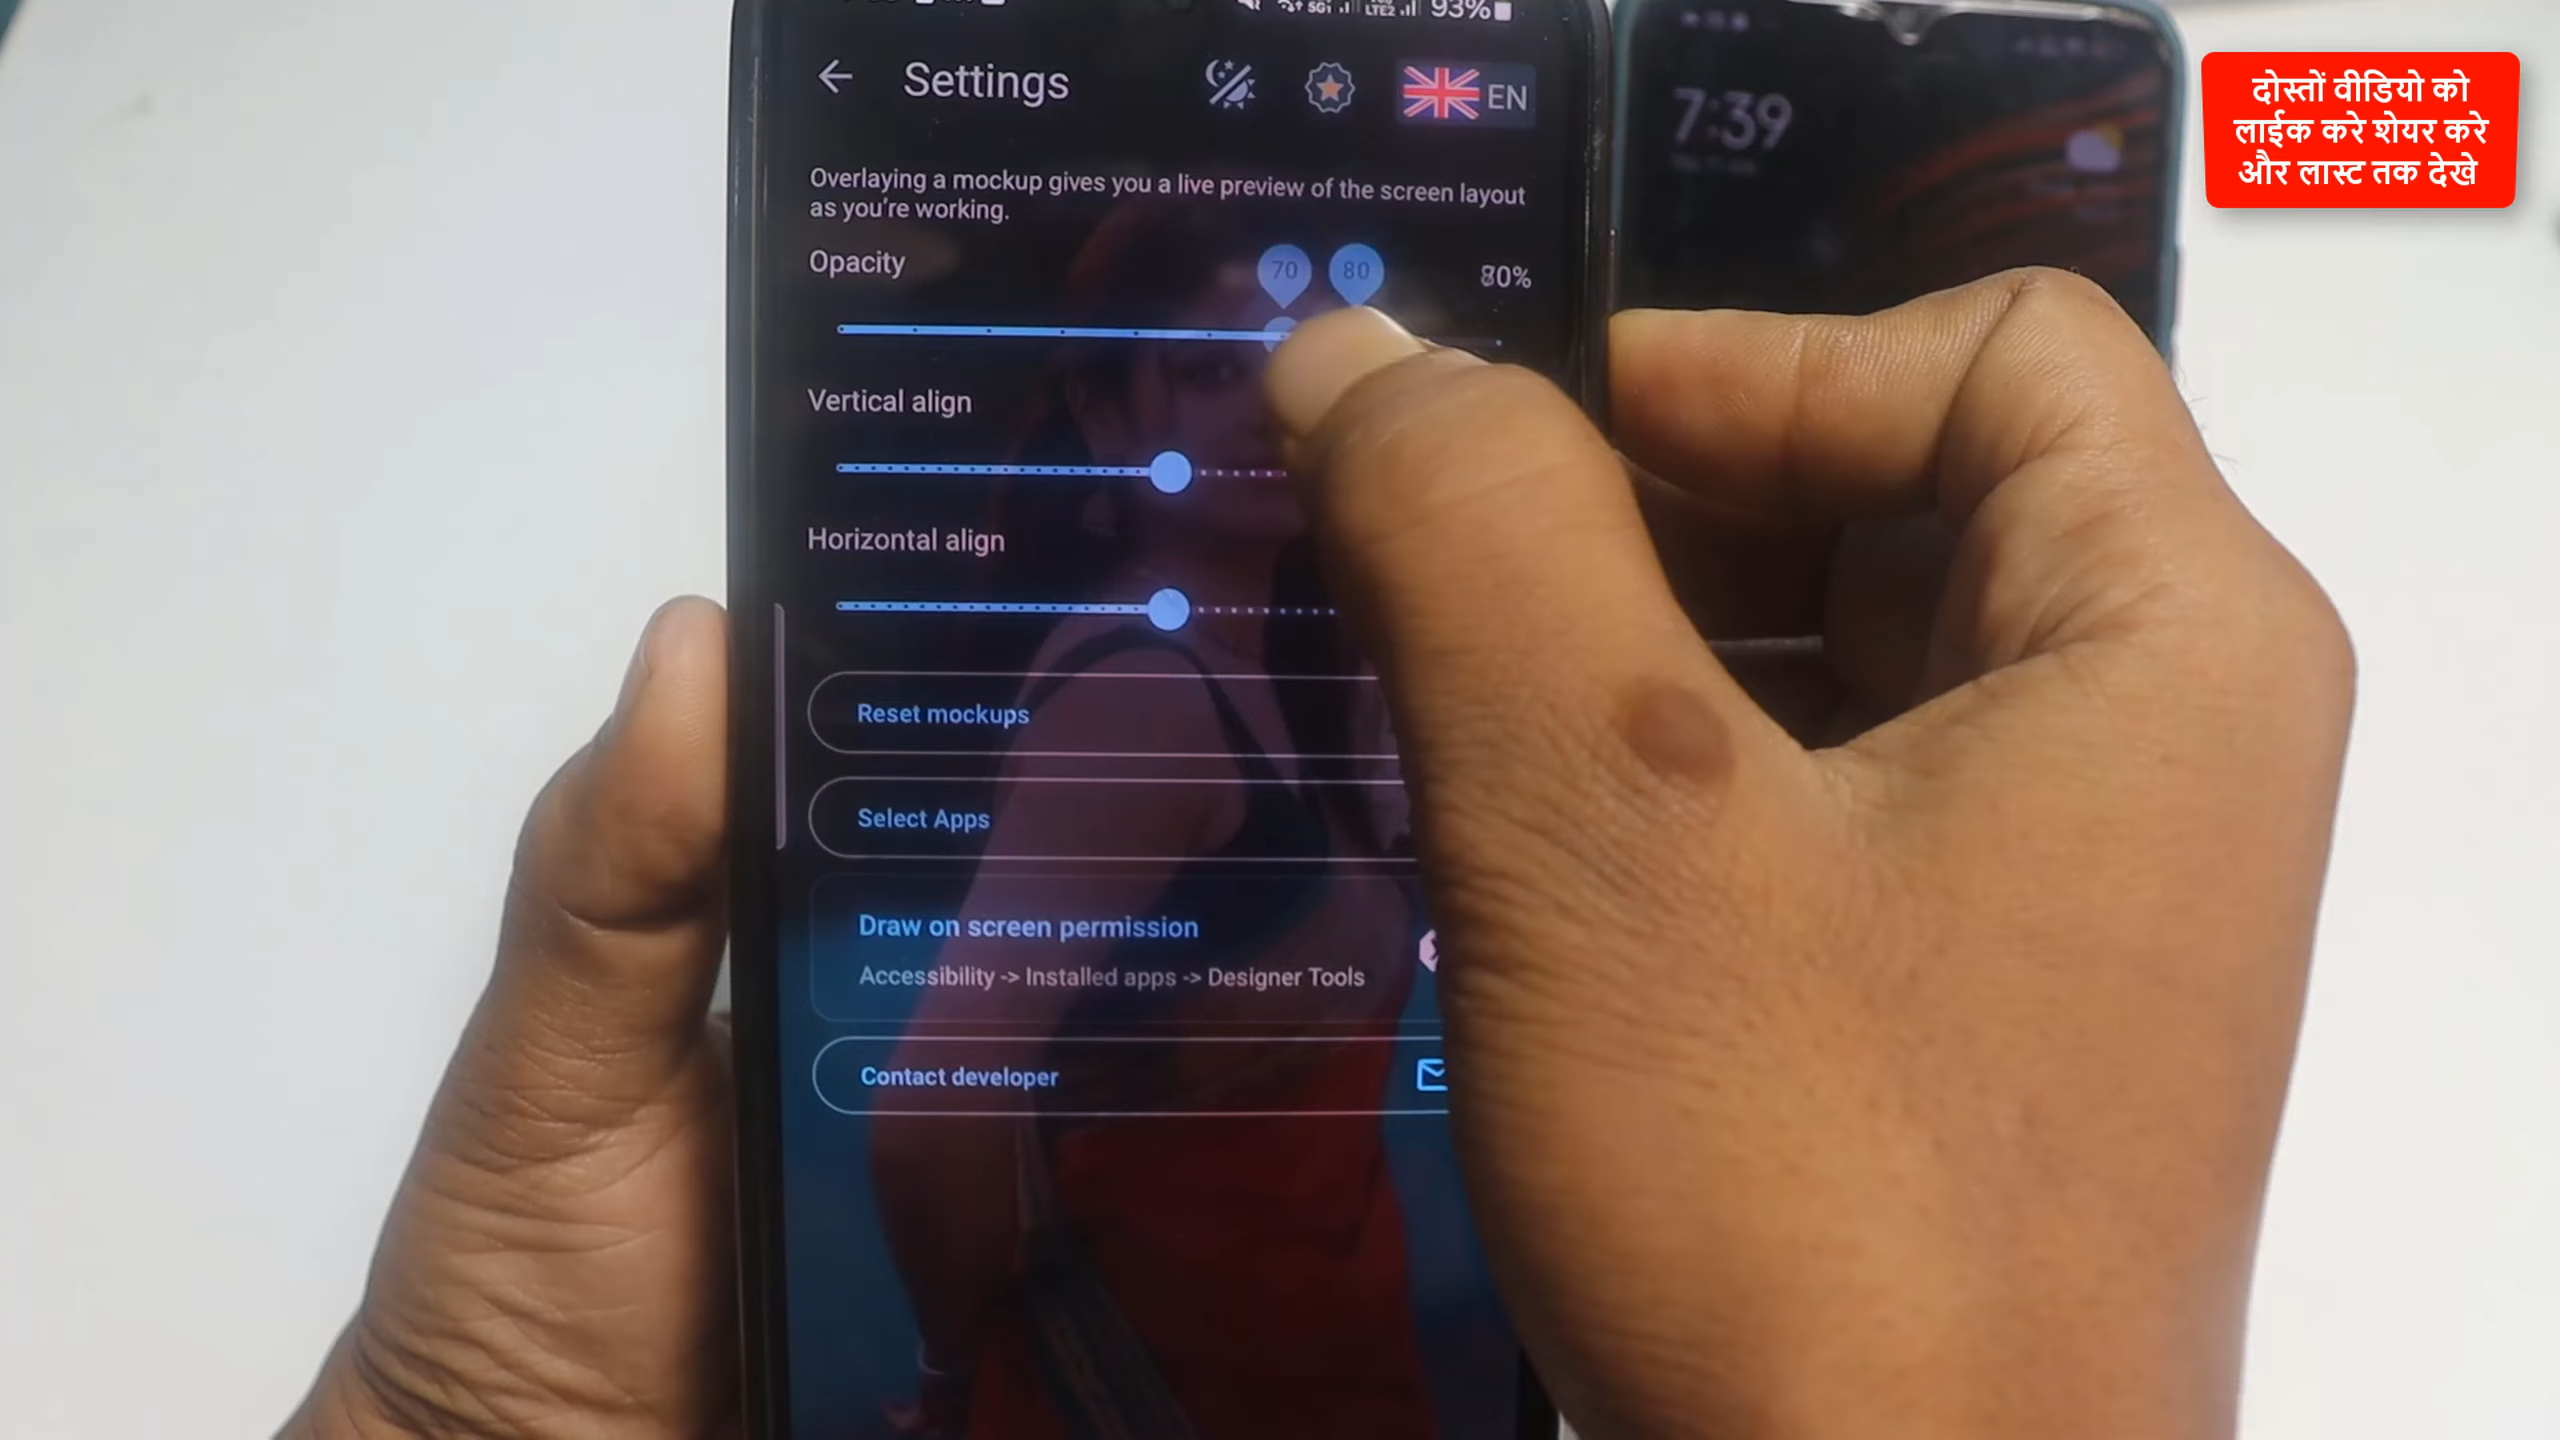 5G1 LTE2 93%
Settings
EN
7:39
दोस्तों वीडियो को
लाईक करे शेयर करे
और लास्ट तक देखे
Overlaying a mockup gives you a live preview of the screen layout
as you’re working.
Opacity
70
80
80%
Vertical align
Horizontal align
Reset mockups
Select Apps
Draw on screen permission
Accessibility -> Installed apps -> Designer Tools
Contact developer